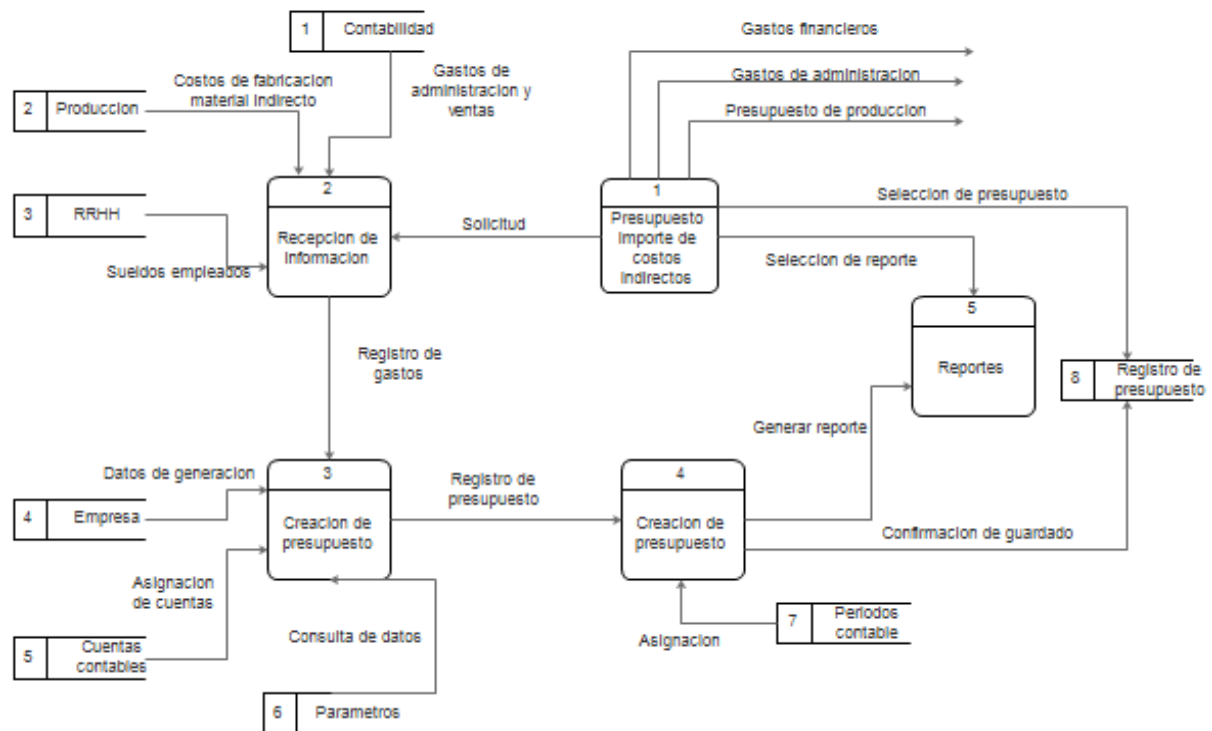 1 Contabilidad
Gastos financieros
Gastos de administracion
Presupuesto de produccion
Costos de fabricacion
material indirecto
Gastos de
administracion y
ventas
2 Produccion
2
Recepcion de
informacion
1
Presupuesto
importe de
costos
indirectos
Seleccion de presupuesto
3 RRHH
Solicitud
Sueldos empleados
Seleccion de reporte
5
Reportes
Registro de
gastos
8 Registro de
presupuesto
Generar reporte
Datos de generacion
3
Creacion de
presupuesto
Registro de
presupuesto
4
Creacion de
presupuesto
4 Empresa
Confirmacion de guardado
Asignacion
de cuentas
Consulta de datos
Asignacion
7 Periodos
contable
5 Cuentas
contables
6 Parametros